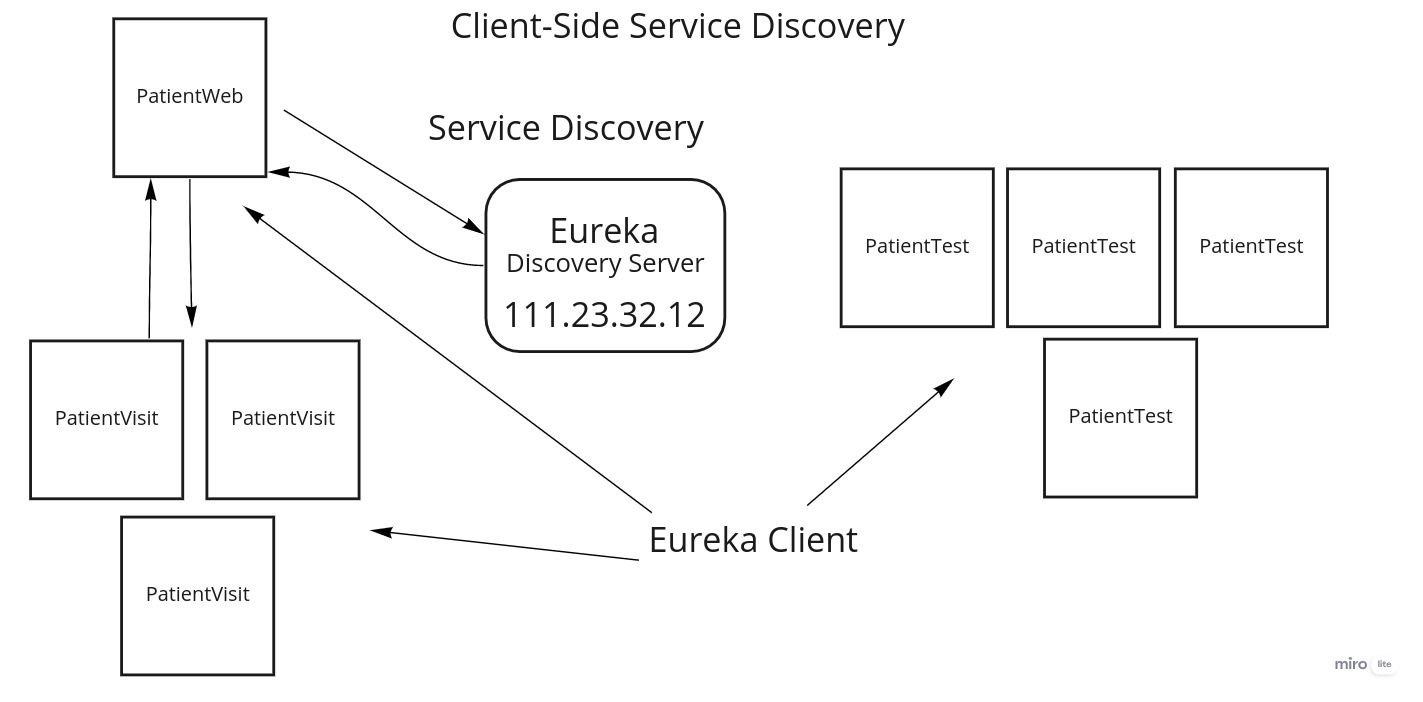 Client-Side Service Discovery
PatientWeb
Service Discovery
Eureka
Discovery Server
111.23.32.12
PatientTest
PatientTest
PatientTest
PatientTest
PatientVisit
PatientVisit
PatientVisit
Eureka Client
miro lite